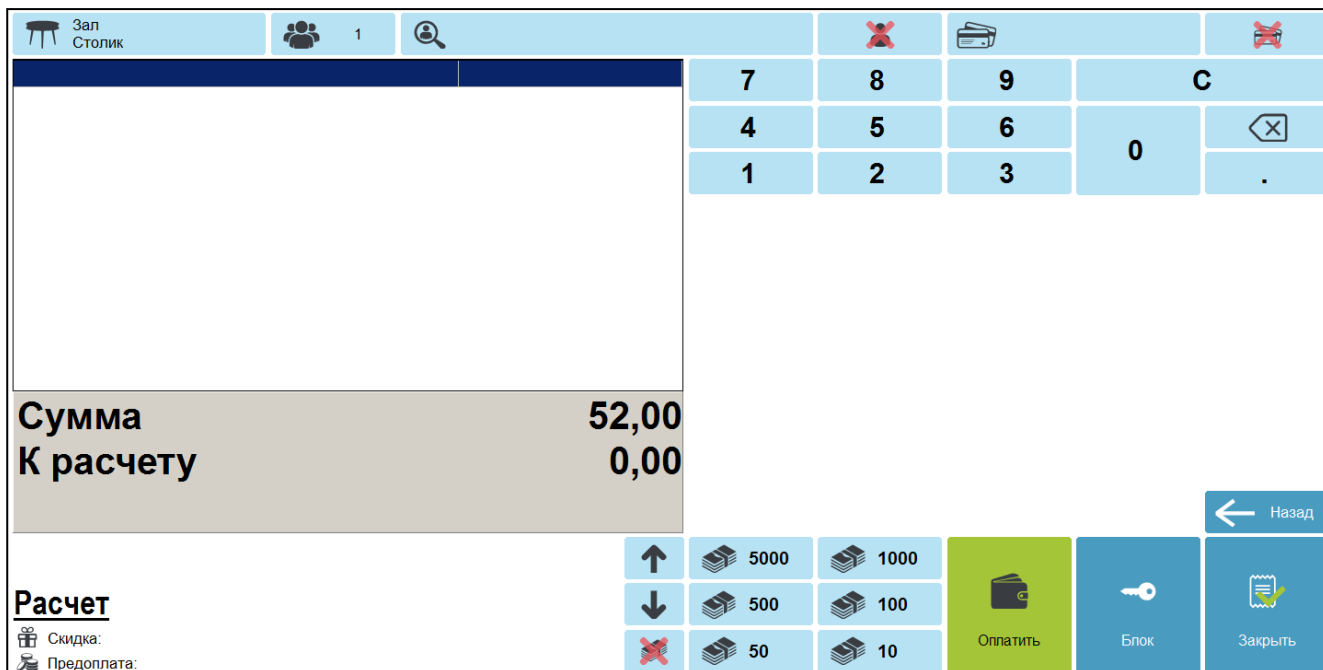 Зал
Столик
1
7 8 9 C
4 5 6
0
1 2 3 .
Сумма 52,00
К расчету 0,00
Назад
5000 1000
Расчет
500 100
Скидка:
Оплатить Блок Закрыть
50 10
Предоплата: